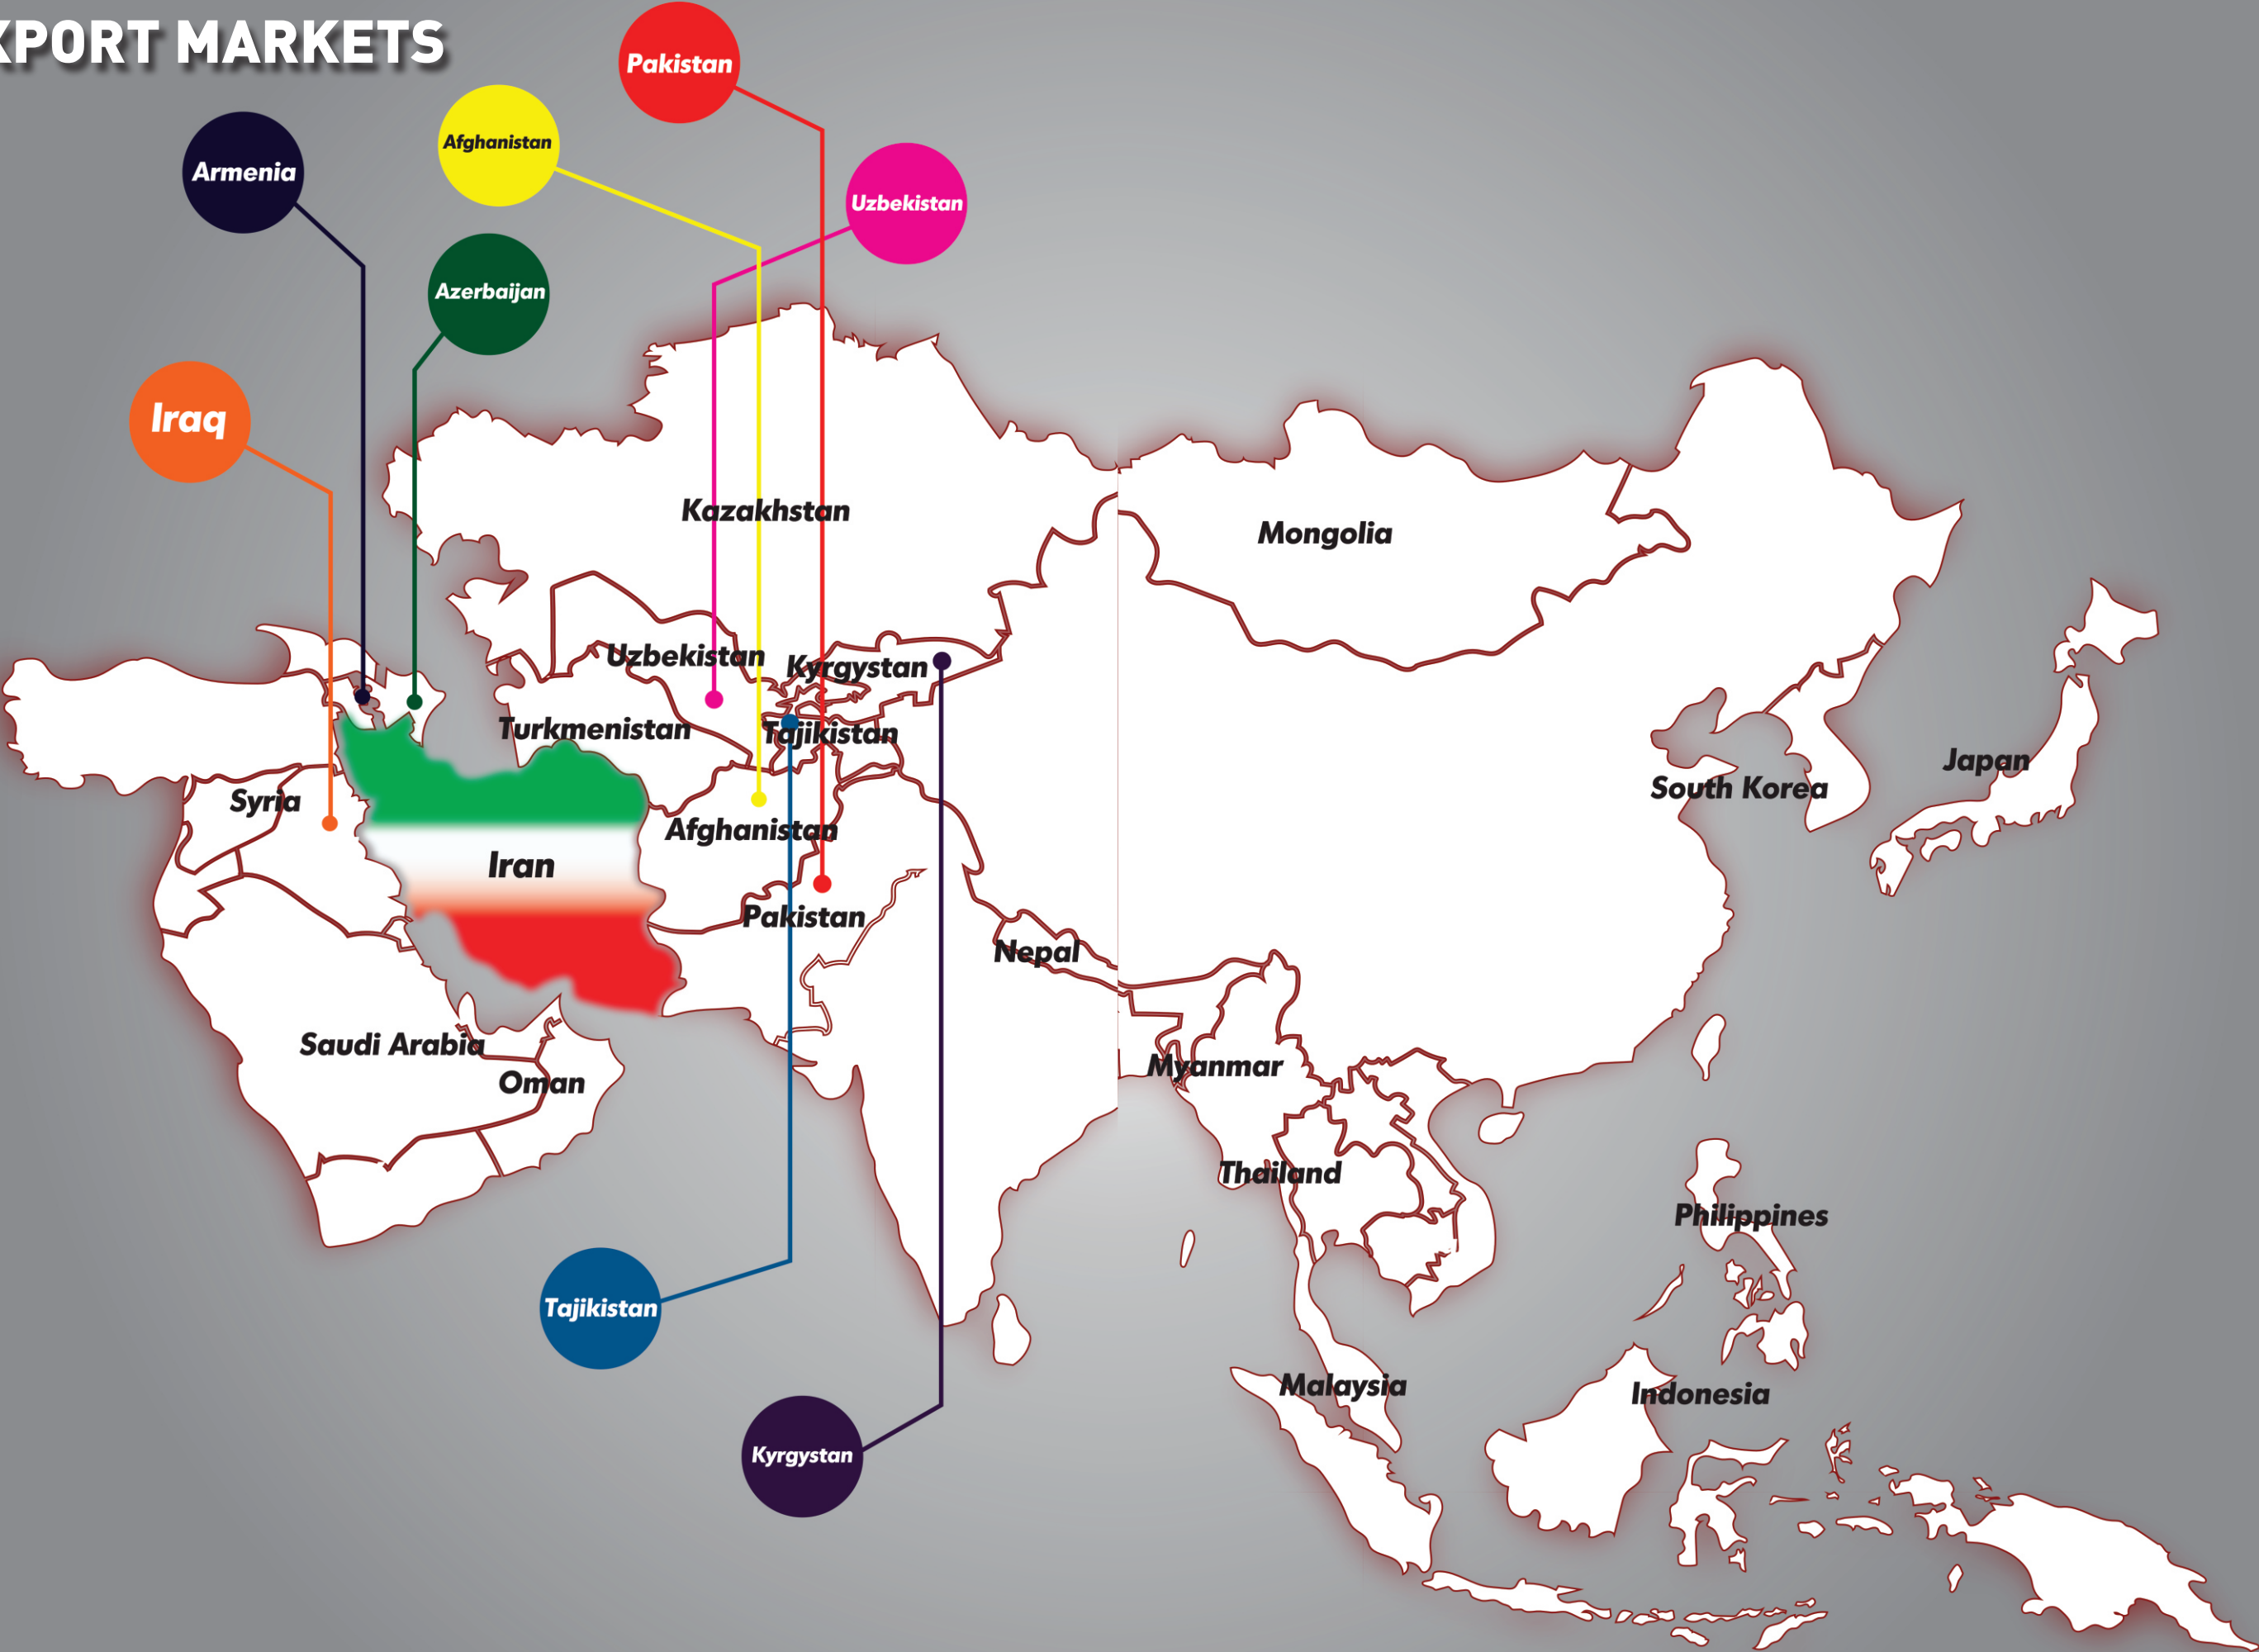 XPORT MARKETS
Pakistan
Afghanistan
Armenia
Uzbekistan
Azerbaijan
Iraq
Kazakhstan
Mongolia
Uzbekistan
Kyrgystan
Turkmenistan
Tajikistan
Japan
South Korea
Syria
Afghanistan
Iran
Pakistan
Nepal
Saudi Arabia
Myanmar
Oman
Thailand
Philippines
Tajikistan
Malaysia
Indonesia
Kyrgystan